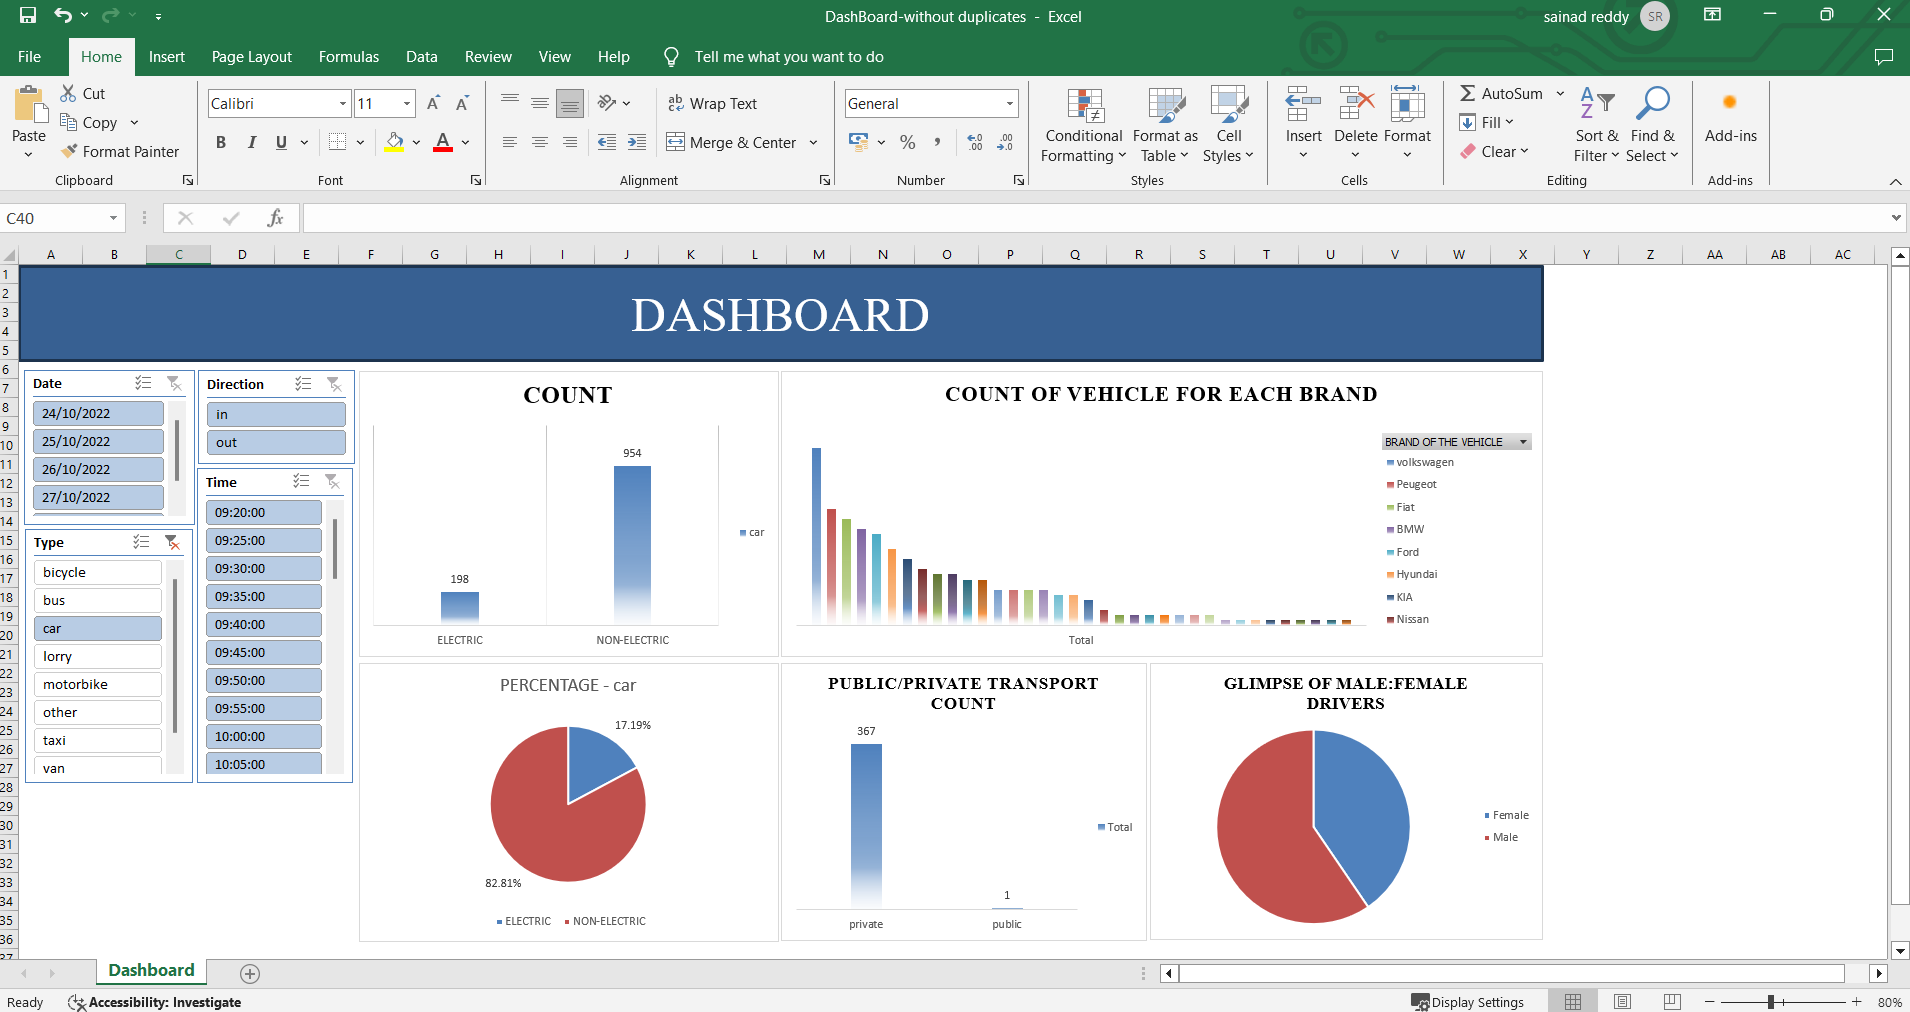 DashBoard-without duplicates - Excel
sainad reddy SR
File Home Insert Page Layout Formulas Data Review View Help Tell me what you want to do
Paste
Cut
Copy
Format Painter
Clipboard
Calibri 11
B I U
Font
Wrap Text
Merge & Center
Alignment
General
%
Number
Conditional Formatting
Format as Table
Cell Styles
Styles
Insert Delete Format
Cells
AutoSum
Fill
Clear
Sort & Filter
Find & Select
Editing
Add-ins
Add-ins
C40
fx
A B C D E F G H I J K L M N O P Q R S T U V W X Y Z AA AB AC
1
2
3
4
5
6
7
8
9
10
11
12
13
14
15
16
17
18
19
20
21
22
23
24
25
26
27
28
29
30
31
32
33
34
35
36
37
DASHBOARD
Date
24/10/2022
25/10/2022
26/10/2022
27/10/2022
Direction
in
out
Type
bicycle
bus
car
lorry
motorbike
other
taxi
van
Time
09:20:00
09:25:00
09:30:00
09:35:00
09:40:00
09:45:00
09:50:00
09:55:00
10:00:00
10:05:00
COUNT
954
198
car
ELECTRIC NON-ELECTRIC
COUNT OF VEHICLE FOR EACH BRAND
BRAND OF THE VEHICLE
volkswagen
Peugeot
Fiat
BMW
Ford
Hyundai
KIA
Nissan
Total
PERCENTAGE - car
17.19%
82.81%
ELECTRIC NON-ELECTRIC
PUBLIC/PRIVATE TRANSPORT
COUNT
367
1
Total
private public
GLIMPSE OF MALE:FEMALE
DRIVERS
Female
Male
Dashboard
Ready Accessibility: Investigate Display Settings 80%